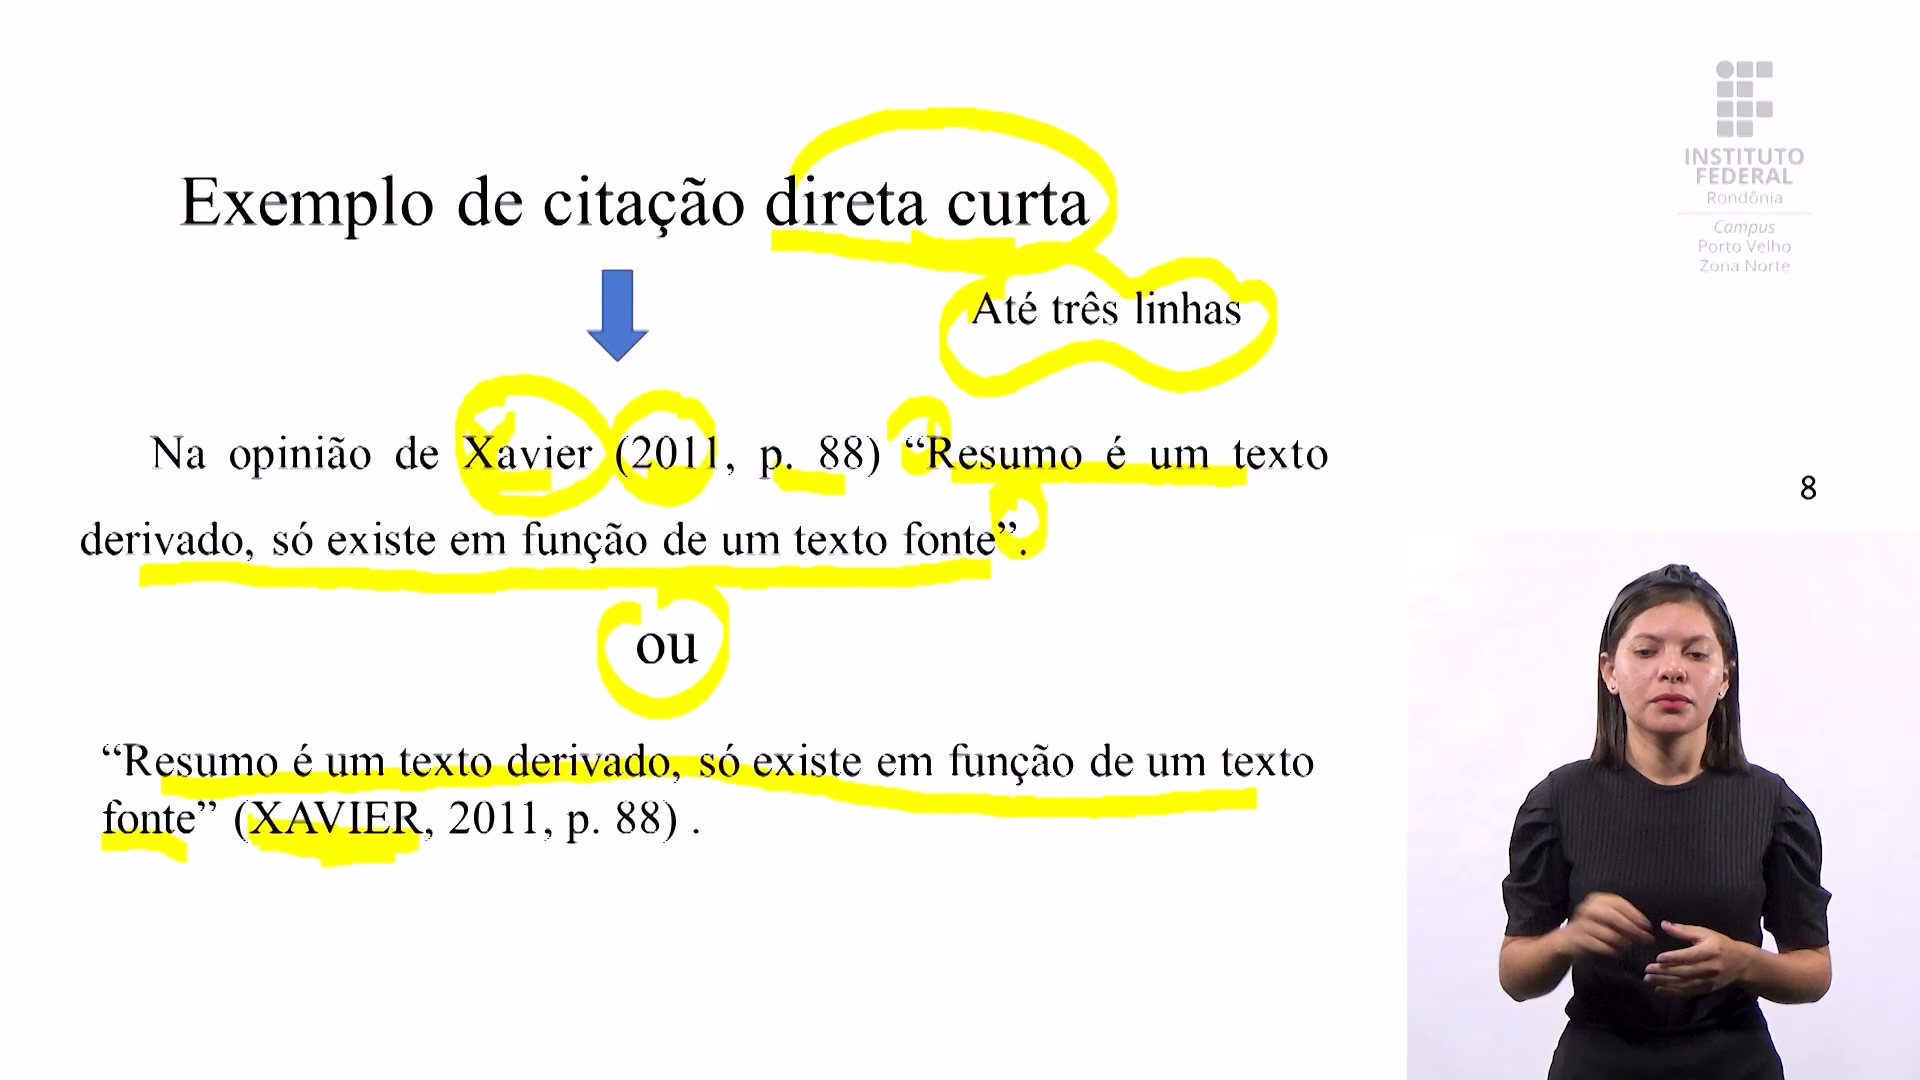 INSTITUTO
FEDERAL
Rondônia
Campus
Porto Velho
Zona Norte
Exemplo de citação direta curta
Até três linhas
Na opinião de Xavier (2011, p. 88) “Resumo é um texto
derivado, só existe em função de um texto fonte”.
8
ou
“Resumo é um texto derivado, só existe em função de um texto
fonte” (XAVIER, 2011, p. 88) .